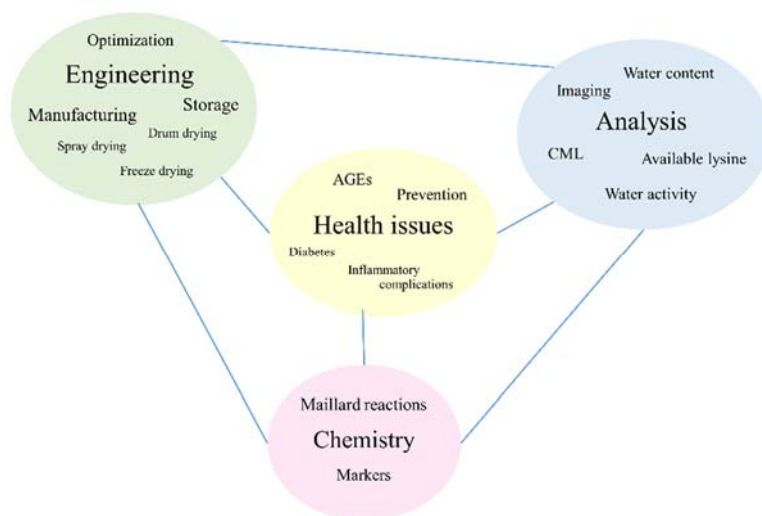 Optimization
Engineering
Storage
Manufacturing
Drum drying
Spray drying
Freeze drying
Water content
Imaging
Analysis
CML
Available lysine
Water activity
AGEs
Prevention
Health issues
Diabetes
Inflammatory
complications
Maillard reactions
Chemistry
Markers